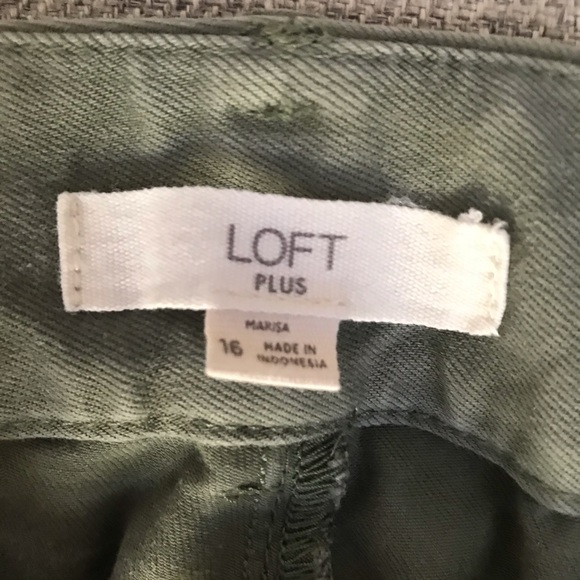 LOFT
PLUS
MARISA
16 MADE IN
INDONESIA